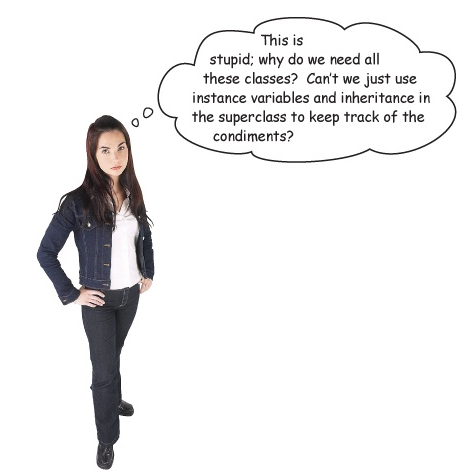 This is
stupid; why do we need all
these classes?  Can't we just use
instance variables and inheritance in
the superclass to keep track of the
condiments?